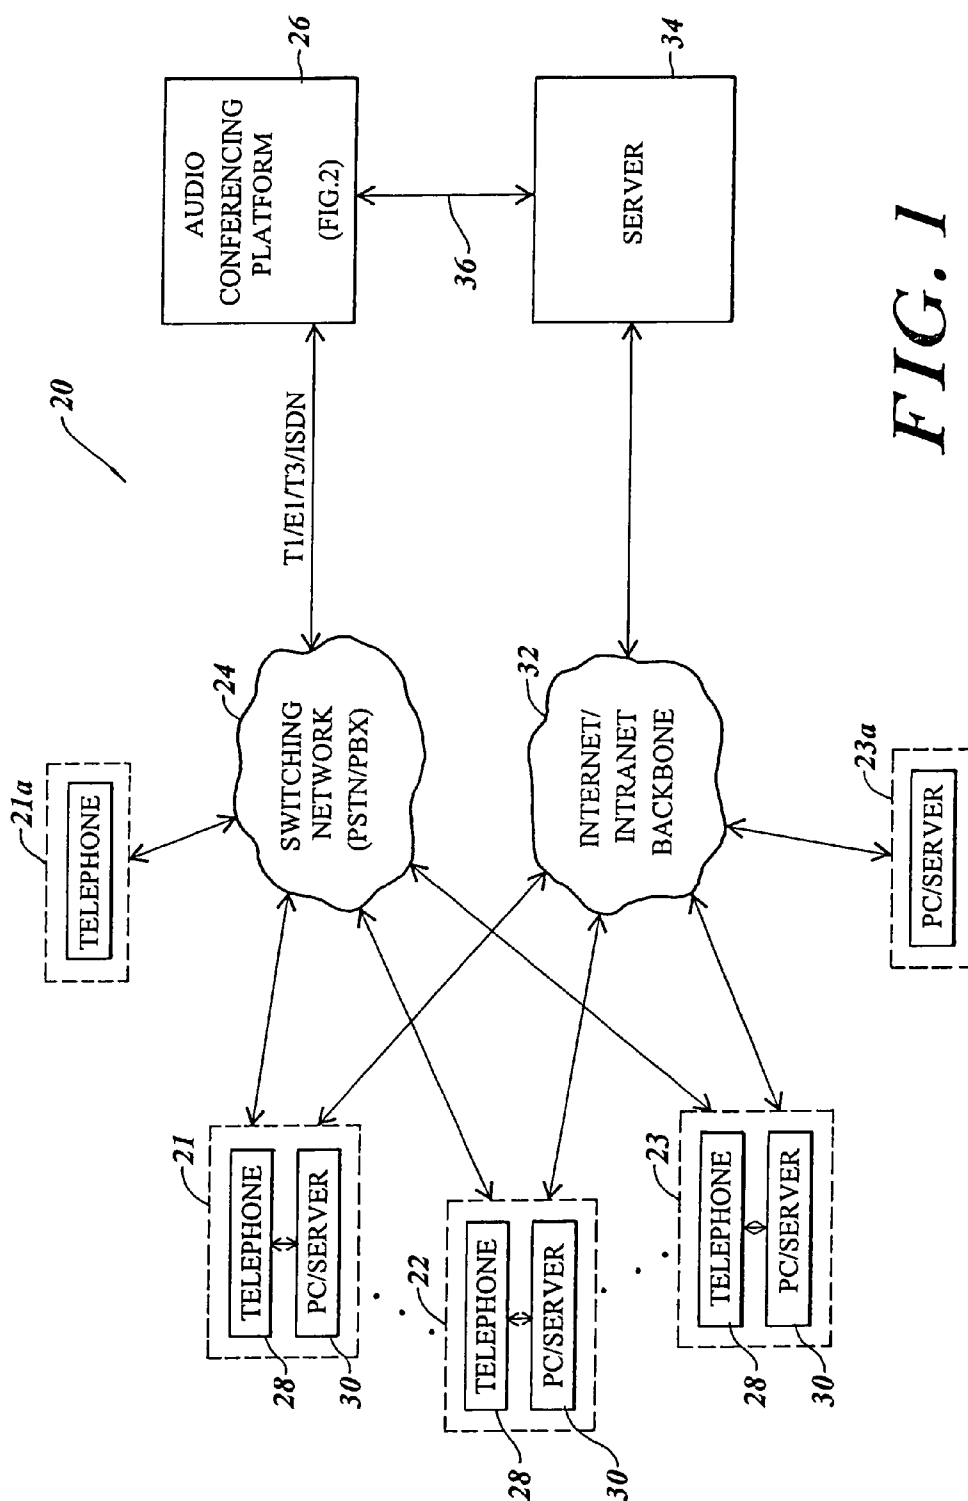 20
21a
TELEPHONE
26
AUDIO
CONFERENCING
PLATFORM
(FIG.2)
T1/E1/T3/ISDN
24
SWITCHING
NETWORK
(PSTN/PBX)
21
TELEPHONE
PC/SERVER
28
30
36
22
TELEPHONE
PC/SERVER
28
30
32
INTERNET/
INTRANET
BACKBONE
34
SERVER
23
TELEPHONE
PC/SERVER
28
30
23a
PC/SERVER
FIG. 1